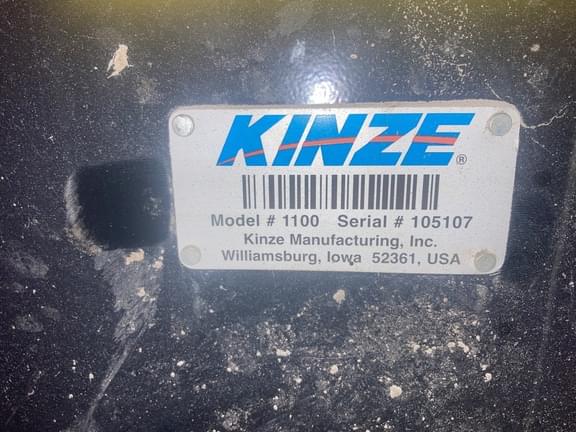 KINZE®
Model # 1100 Serial # 105107
Kinze Manufacturing, Inc.
Williamsburg, Iowa 52361, USA